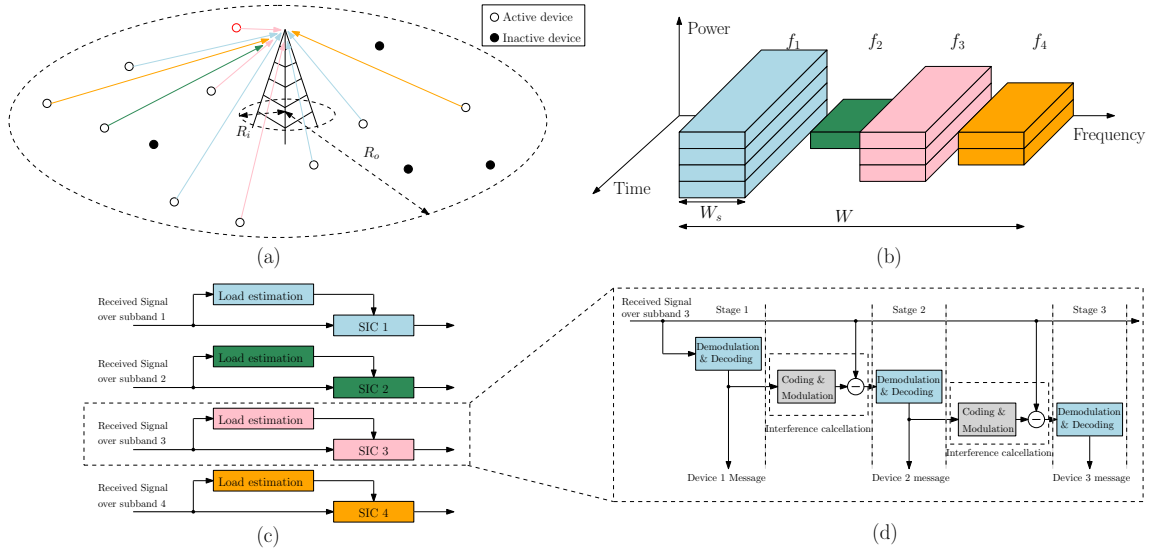 Active device
Inactive device
R_i
R_o
(a)
Power
f_1
f_2
f_3
f_4
Frequency
Time
W_s
W
(b)
Received Signal
over subband 1
Load estimation
SIC 1
Received Signal
over subband 2
Load estimation
SIC 2
Received Signal
over subband 3
Load estimation
SIC 3
Received Signal
over subband 4
Load estimation
SIC 4
(c)
Received Signal
over subband 3
Stage 1
Satge 2
Stage 3
Demodulation
& Decoding
Coding &
Modulation
−
Interference calcellation
Demodulation
& Decoding
Coding &
Modulation
−
Interference calcellation
Demodulation
& Decoding
Device 1 Message
Device 2 message
Device 3 message
(d)